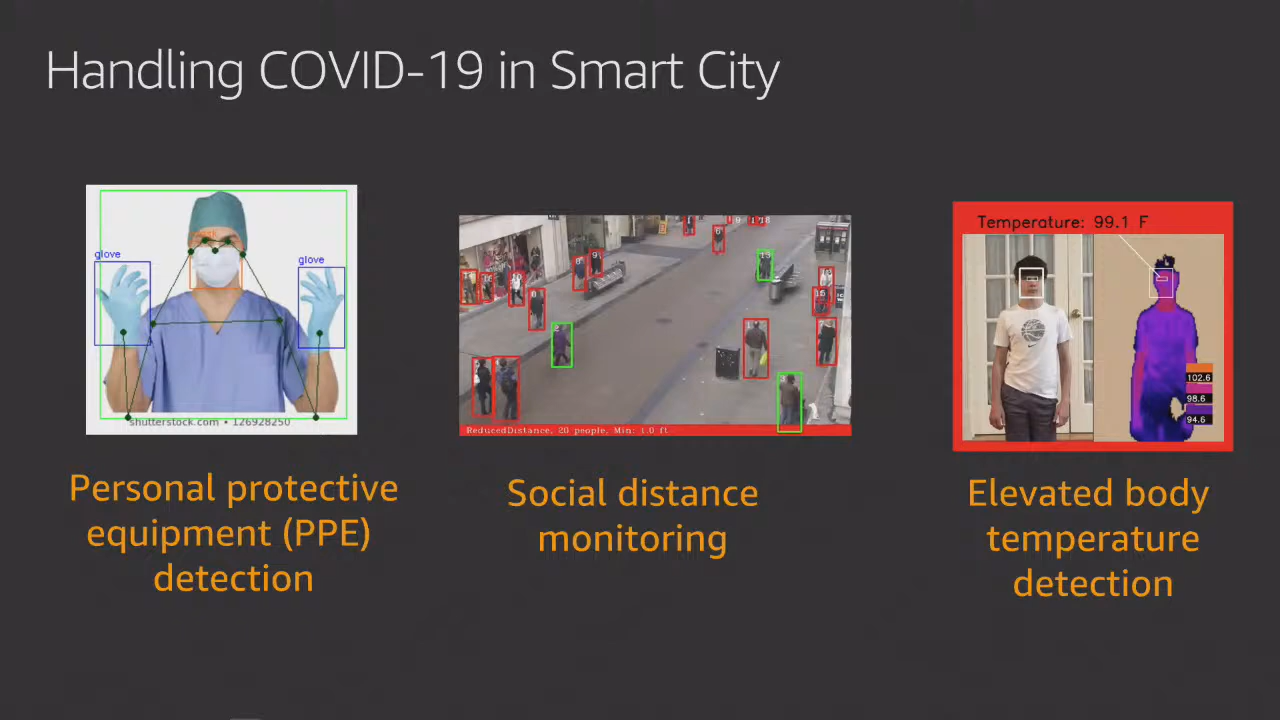 Handling COVID-19 in Smart City
glove
glove
shutterstock.com • 126928250
Personal protective
equipment (PPE)
detection
ReducedDistance, 20 people, Min: 1.0 ft
Social distance
monitoring
Temperature: 99.1 F
102.6
98.6
94.6
Elevated body
temperature
detection